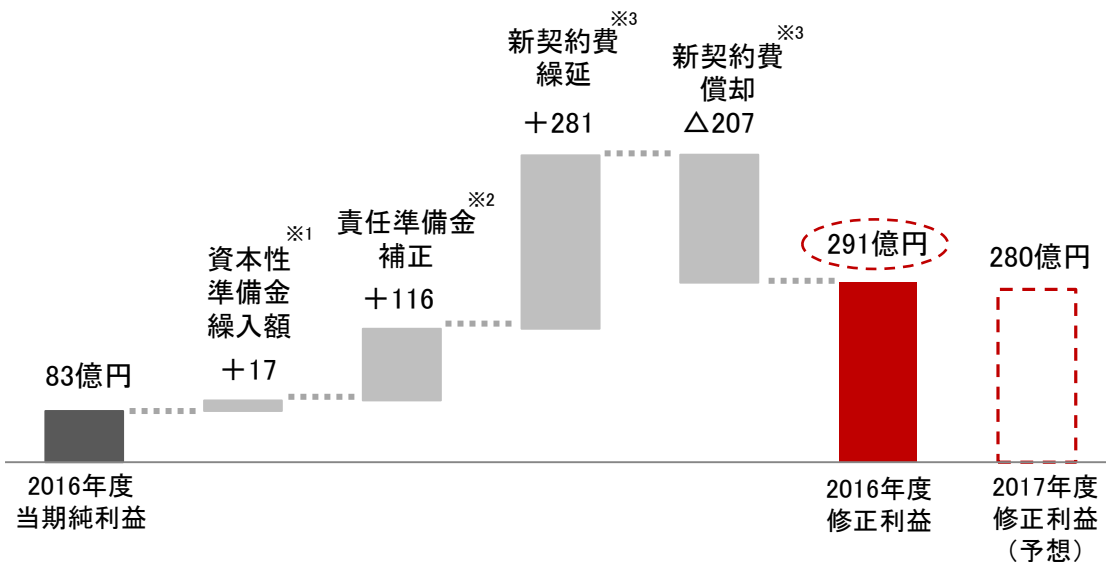 83億円
2016年度
当期純利益
資本性※1
準備金
繰入額
＋17
責任準備金※2
補正
＋116
新契約費※3
繰延
＋281
新契約費※3
償却
△207
291億円
2016年度
修正利益
280億円
2017年度
修正利益
（予想）